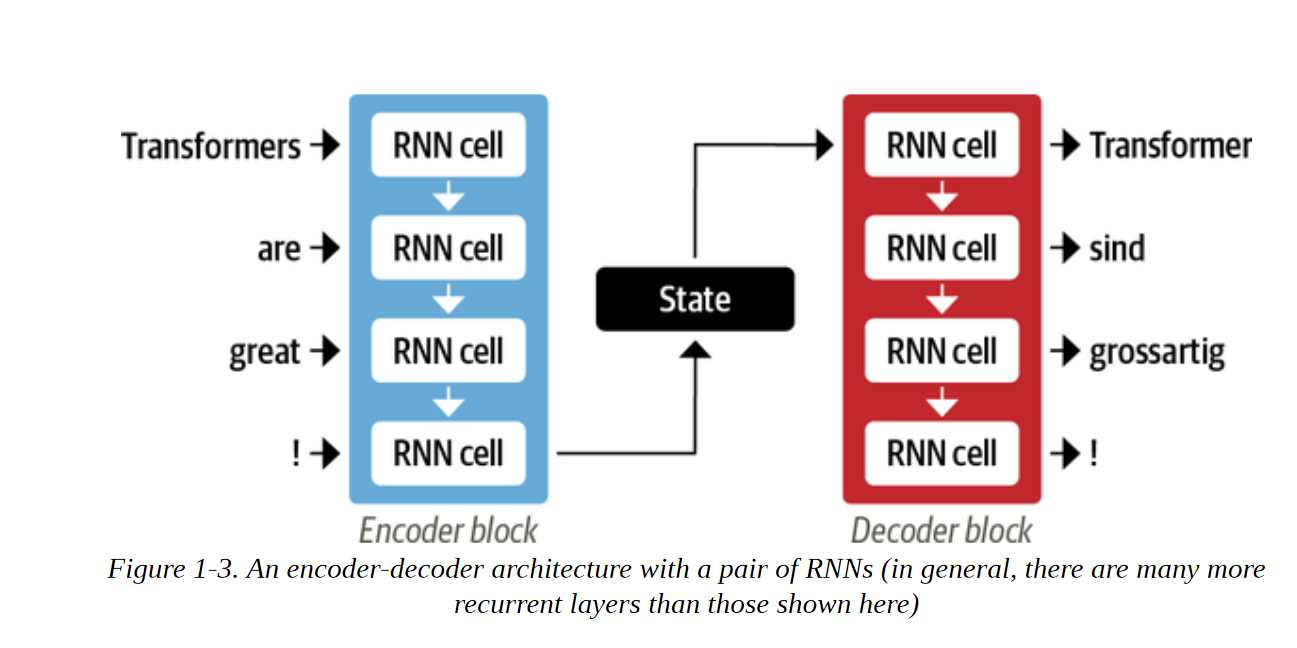 Transformers
RNN cell
RNN cell
Transformer
are
RNN cell
RNN cell
sind
State
great
RNN cell
RNN cell
grossartig
!
RNN cell
RNN cell
!
Encoder block
Decoder block
Figure 1-3. An encoder-decoder architecture with a pair of RNNs (in general, there are many more
recurrent layers than those shown here)